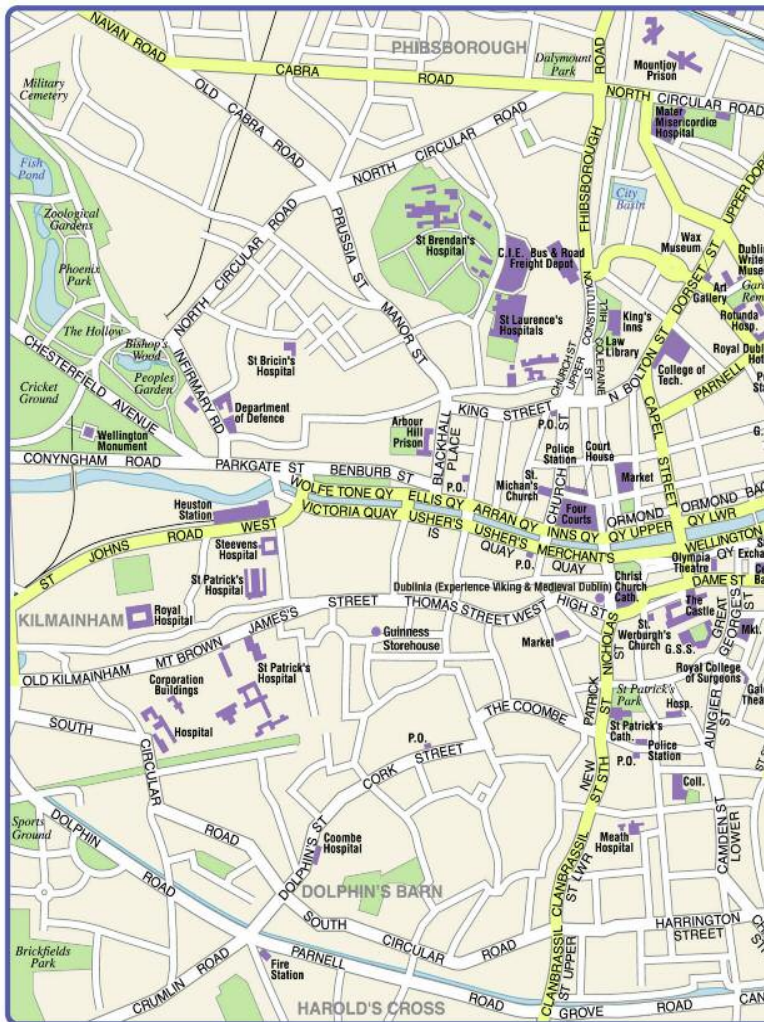 NAVAN ROAD
PHIBSBOROUGH
Dalymount
Park
ROAD
Mountjoy
Prison
CABRA
ROAD
Military
Cemetery
OLD CABRA ROAD
NORTH CIRCULAR ROAD
NORTH CIRCULAR ROAD
Mater
Misericordiæ
Hospital
Fish
Pond
FHIBSBOROUGH
City
Basin
UPPER
Zoological
Gardens
PRUSSIA ST
St Brendan's
Hospital
C.I.E. Bus & Road
Freight Depot
Wax
Museum
DORSET ST
Phoenix
Park
NORTH CIRCULAR ROAD
Art
Gallery
Rotunda
Hosp.
St Laurence's
Hospitals
CONSTITUTION
HILL
King's
Inns
Law
Library
The Hollow
Bishop's
Wood
Peoples
Garden
INFIRMARY RD
MANOR ST
St Bricin's
Hospital
CHURCH ST
UPPER
COLERAINE
ST
N BOLTON ST
College of
Tech.
PARNELL
CHESTERFIELD AVENUE
Cricket
Ground
Department
of Defence
KING STREET
P.O.
CAPEL STREET
Wellington
Monument
Arbour
Hill
Prison
BLACKHALL
PLACE
Police
Station
Court
House
CONYNGHAM ROAD
PARKGATE ST
BENBURB ST
P.O.
St.
Michan's
Church
CHURCH ST
Market
WOLFE TONE QY
ELLIS QY
ARRAN QY
INNS QY
Four
Courts
ORMOND
QY UPPER
ORMOND
QY LWR
Heuston
Station
VICTORIA QUAY
USHER'S
IS
USHER'S
QUAY
MERCHANT'S
QUAY
WELLINGTON
QY
ST JOHNS ROAD WEST
Steevens
Hospital
P.O.
Olympia
Theatre
St Patrick's
Hospital
Dublinia (Experience Viking & Medieval Dublin)
Christ
Church
Cath.
DAME ST
KILMAINHAM
Royal
Hospital
JAMES'S STREET
THOMAS STREET WEST
HIGH ST
The
Castle
GREAT
GEORGE'S
ST
Guinness
Storehouse
Market
NICHOLAS
ST
St.
Werburgh's
Church
G.S.S.
Mkt.
OLD KILMAINHAM
MT BROWN
St Patrick's
Hospital
Royal College
of Surgeons
Corporation
Buildings
St Patrick's
Park
Hosp.
AUNGIER
ST
SOUTH
CIRCULAR
Hospital
THE COOMBE
PATRICK
ST
St Patrick's
Cath.
P.O.
CORK STREET
Police
Station
P.O.
NEW
ST STH
Coll.
Sports
Ground
DOLPHIN
ROAD
ROAD
DOLPHIN'S ST
Coombe
Hospital
Meath
Hospital
CAMDEN ST
LOWER
CLANBRASSIL
ST LWR
DOLPHIN'S BARN
SOUTH CIRCULAR ROAD
HARRINGTON
STREET
Brickfields
Park
CRUMLIN ROAD
Fire
Station
PARNELL
ROAD
CLANBRASSIL
ST UPPER
HAROLD'S CROSS
GROVE ROAD